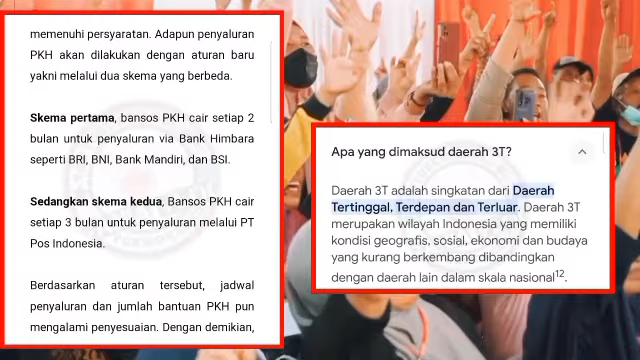 memenuhi persyaratan. Adapun penyaluran
PKH akan dilakukan dengan aturan baru
yakni melalui dua skema yang berbeda.
Skema pertama, bansos PKH cair setiap 2
bulan untuk penyaluran via Bank Himbara
seperti BRI, BNI, Bank Mandiri, dan BSI.
Sedangkan skema kedua, Bansos PKH cair
setiap 3 bulan untuk penyaluran melalui PT
Pos Indonesia.
Berdasarkan aturan tersebut, jadwal
penyaluran dan jumlah bantuan PKH pun
mengalami penyesuaian. Dengan demikian,
Apa yang dimaksud daerah 3T?
Daerah 3T adalah singkatan dari Daerah
Tertinggal, Terdepan dan Terluar. Daerah 3T
merupakan wilayah Indonesia yang memiliki
kondisi geografis, sosial, ekonomi dan budaya
yang kurang berkembang dibandingkan
dengan daerah lain dalam skala nasional12.